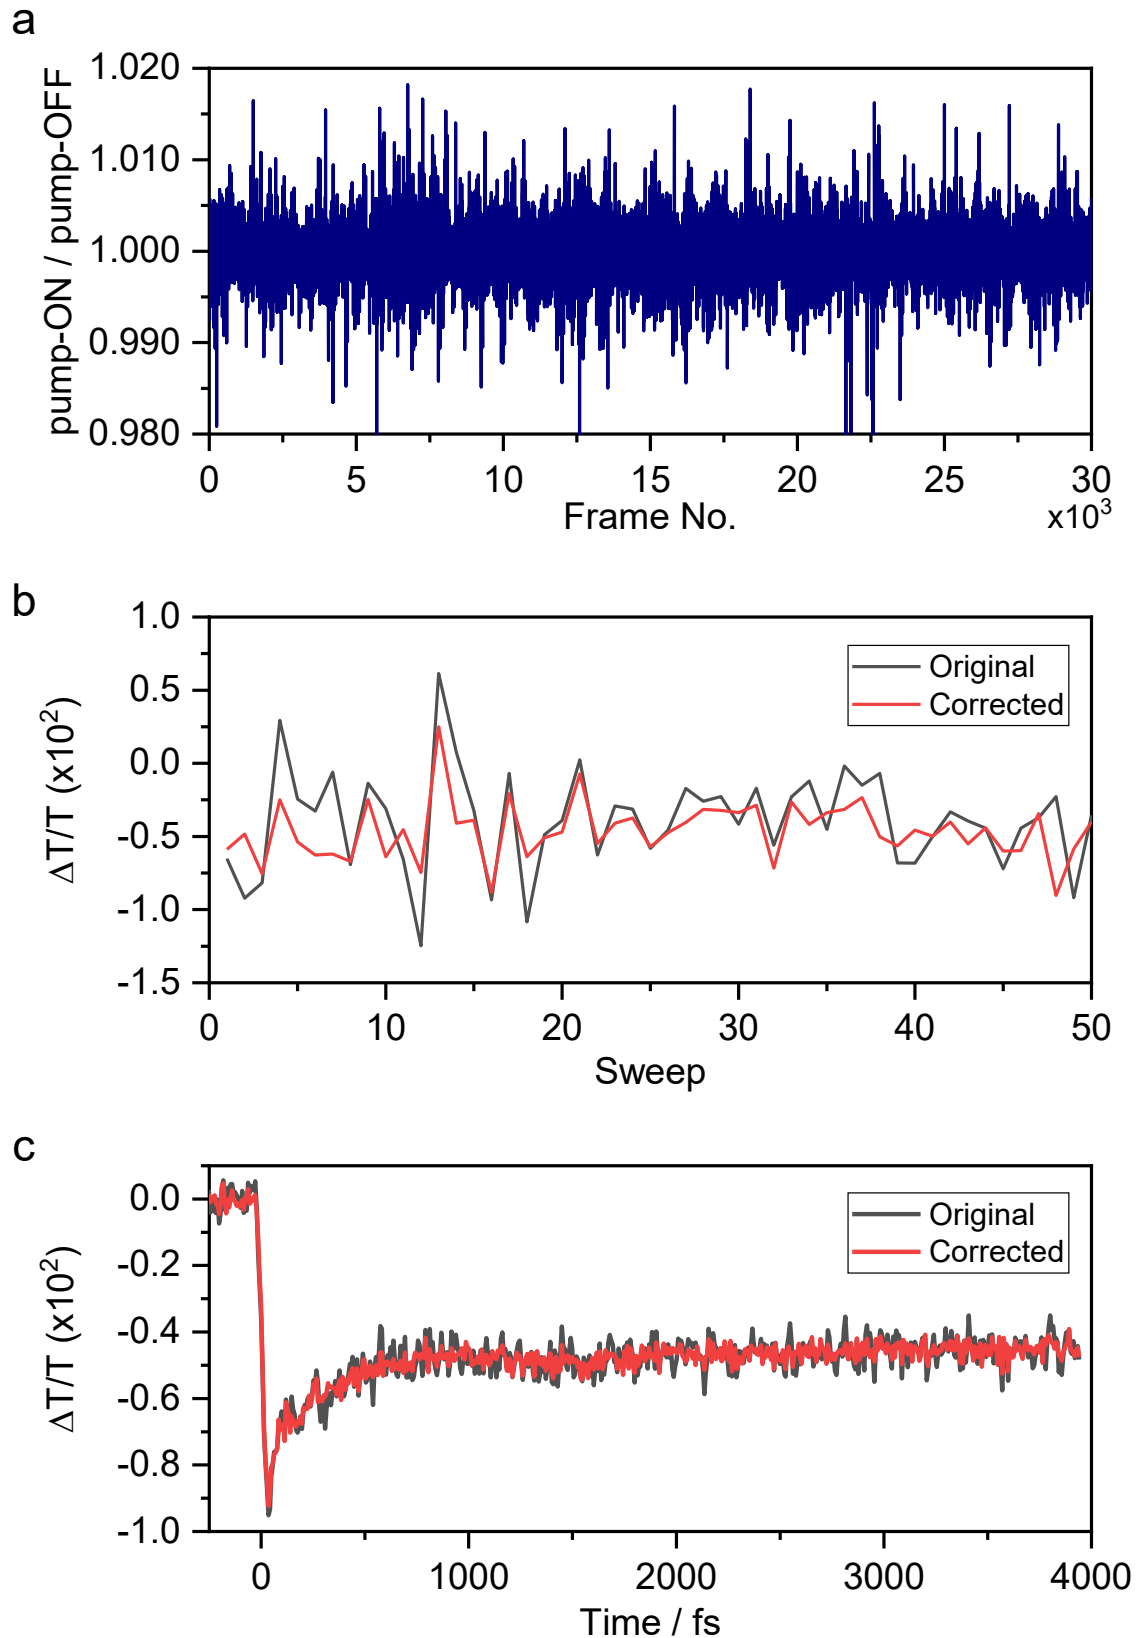 a
pump-ON / pump-OFF
1.020
1.010
1.000
0.990
0.980
0 5 10 15 20 25 30
Frame No. x10³
b
ΔT/T (x10²)
1.0
0.5
0.0
-0.5
-1.0
-1.5
Original
Corrected
0 10 20 30 40 50
Sweep
c
ΔT/T (x10²)
0.0
-0.2
-0.4
-0.6
-0.8
-1.0
Original
Corrected
0 1000 2000 3000 4000
Time / fs